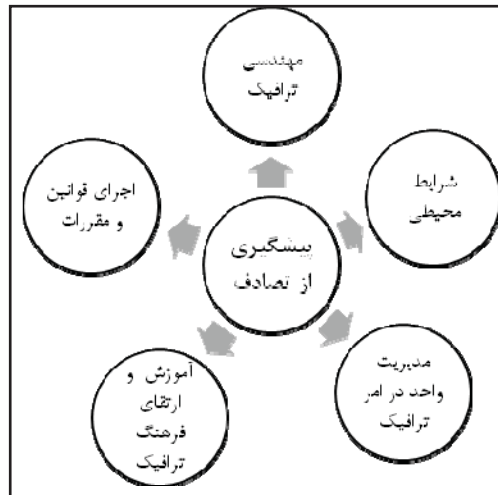 مهندسی
ترافیک
شرایط
محیطی
اجرای قوانین
و مقررات
پیشگیری
از تصادف
مدیریت
واحد در امر
ترافیک
آموزش و
ارتقای
فرهنگ
ترافیک